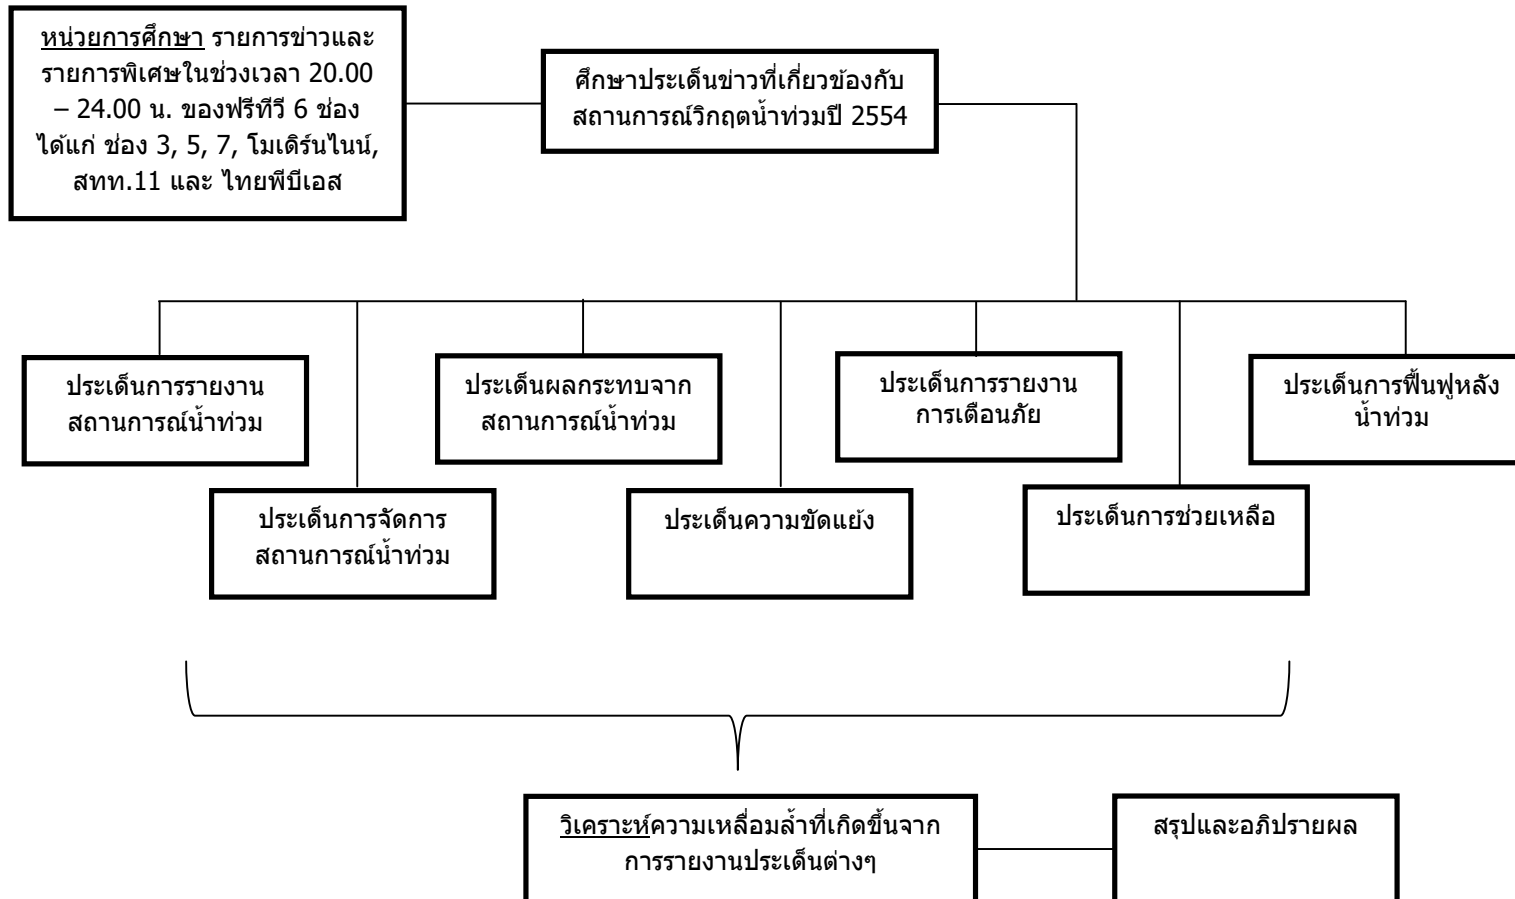 หน่วยการศึกษา รายการข่าวและ
รายการพิเศษในช่วงเวลา 20.00
– 24.00 น. ของฟรีทีวี 6 ช่อง
ได้แก่ ช่อง 3, 5, 7, โมเดิร์นไนน์,
สทท.11 และ ไทยพีบีเอส
ศึกษาประเด็นข่าวที่เกี่ยวข้องกับ
สถานการณ์วิกฤตน้ำท่วมปี 2554
ประเด็นการรายงาน
สถานการณ์น้ำท่วม
ประเด็นผลกระทบจาก
สถานการณ์น้ำท่วม
ประเด็นการรายงาน
การเตือนภัย
ประเด็นการฟื้นฟูหลัง
น้ำท่วม
ประเด็นการจัดการ
สถานการณ์น้ำท่วม
ประเด็นความขัดแย้ง
ประเด็นการช่วยเหลือ
วิเคราะห์ความเหลื่อมล้ำที่เกิดขึ้นจาก
การรายงานประเด็นต่างๆ
สรุปและอภิปรายผล